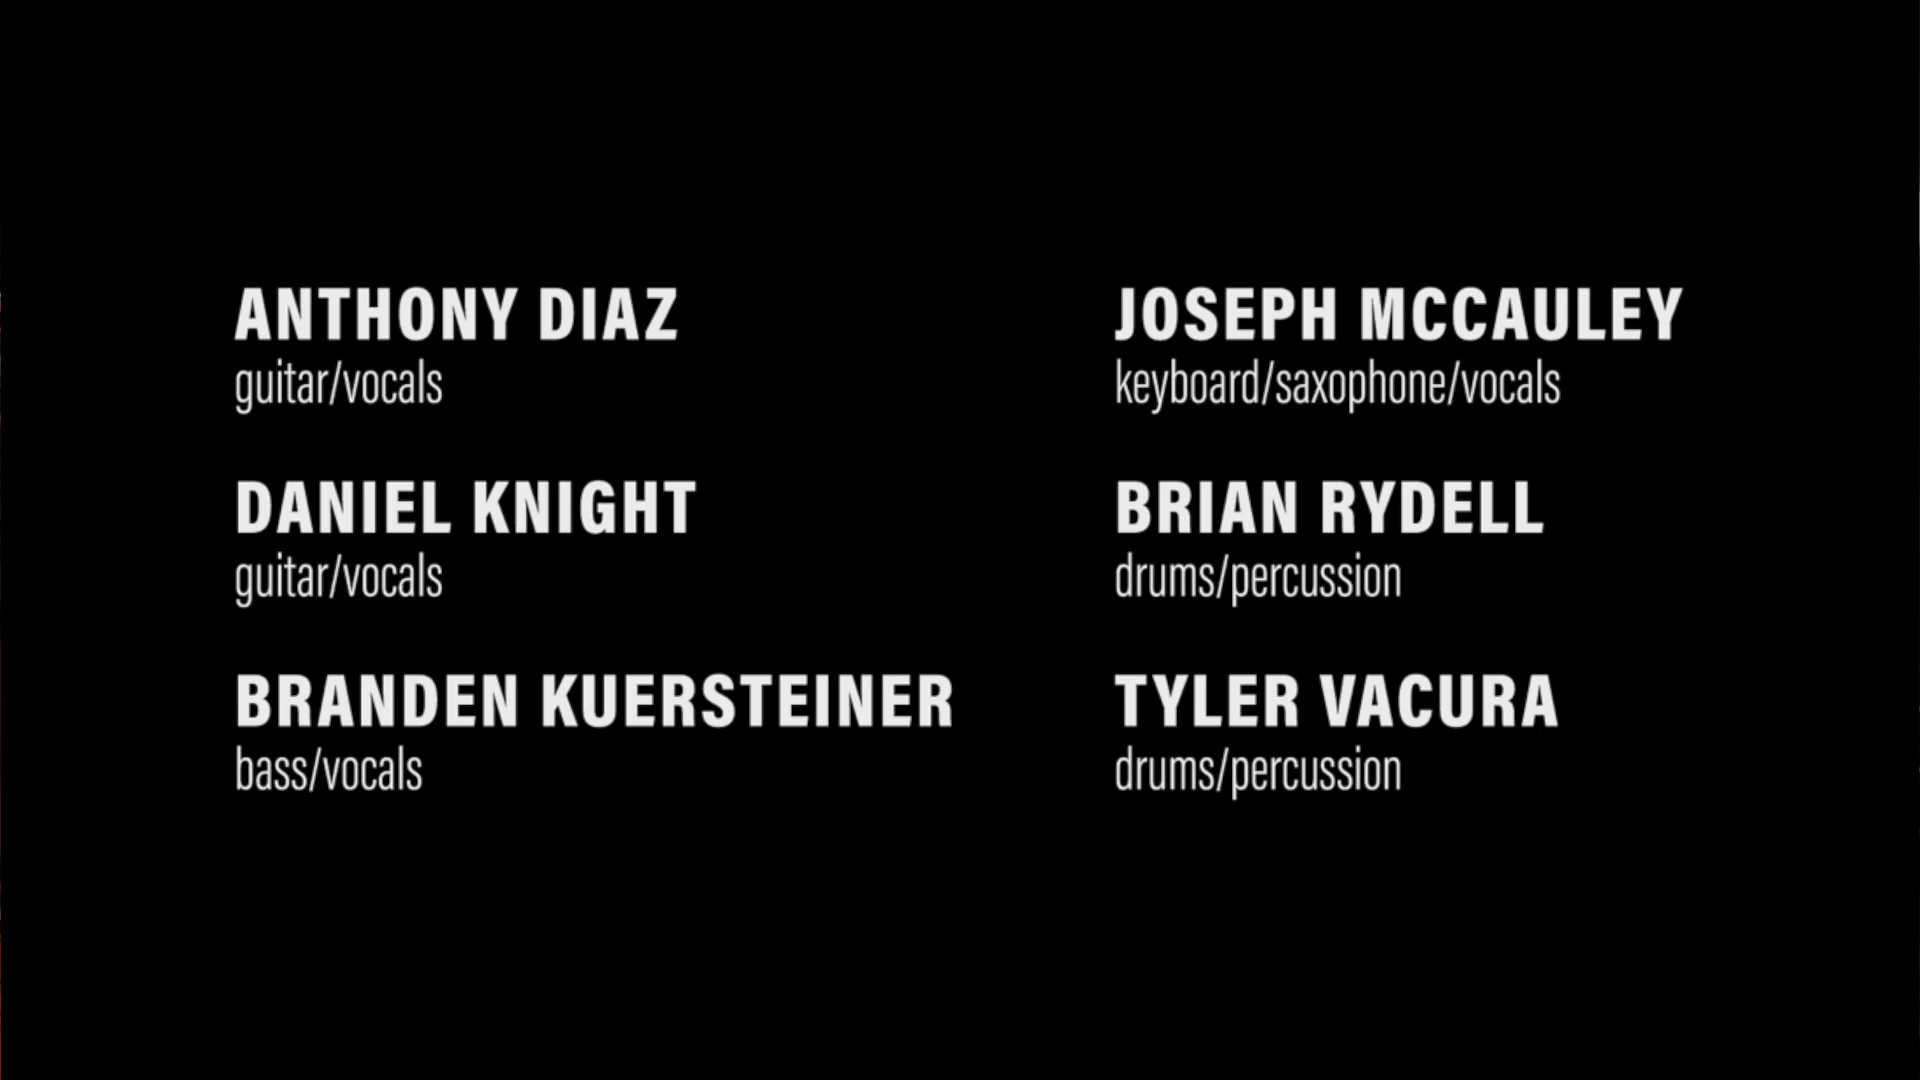 ANTHONY DIAZ
guitar/vocals
DANIEL KNIGHT
guitar/vocals
BRANDEN KUERSTEINER
bass/vocals
JOSEPH MCCAULEY
keyboard/saxophone/vocals
BRIAN RYDELL
drums/percussion
TYLER VACURA
drums/percussion